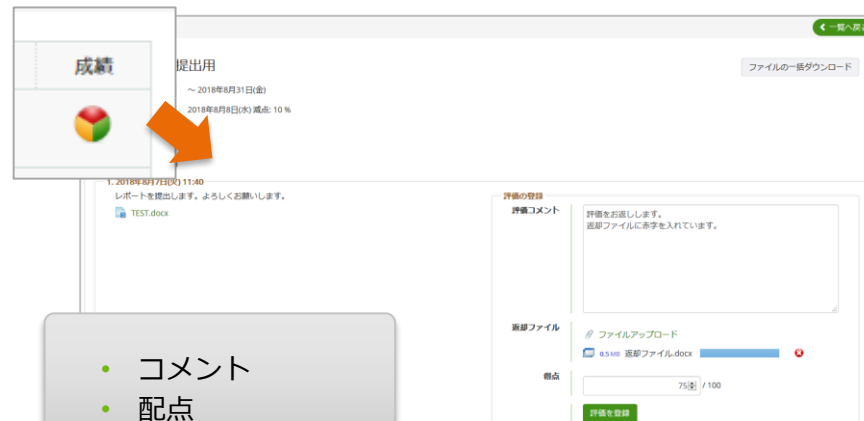 成績
一覧へ戻
提出用
ファイルの一括ダウンロード
～ 2018年8月31日(金)
2018年8月8日(水) 減点: 10 %
1. 2018年8月7日(火) 11:40
レポートを提出します。よろしくお願いします。
TEST.docx
評価の登録
評価コメント
評価をお返しします。
返却ファイルに赤字を入れています。
返却ファイル
ファイルアップロード
0.5 MB 返却ファイル.docx
得点
75 / 100
評価を登録
• コメント
• 配点